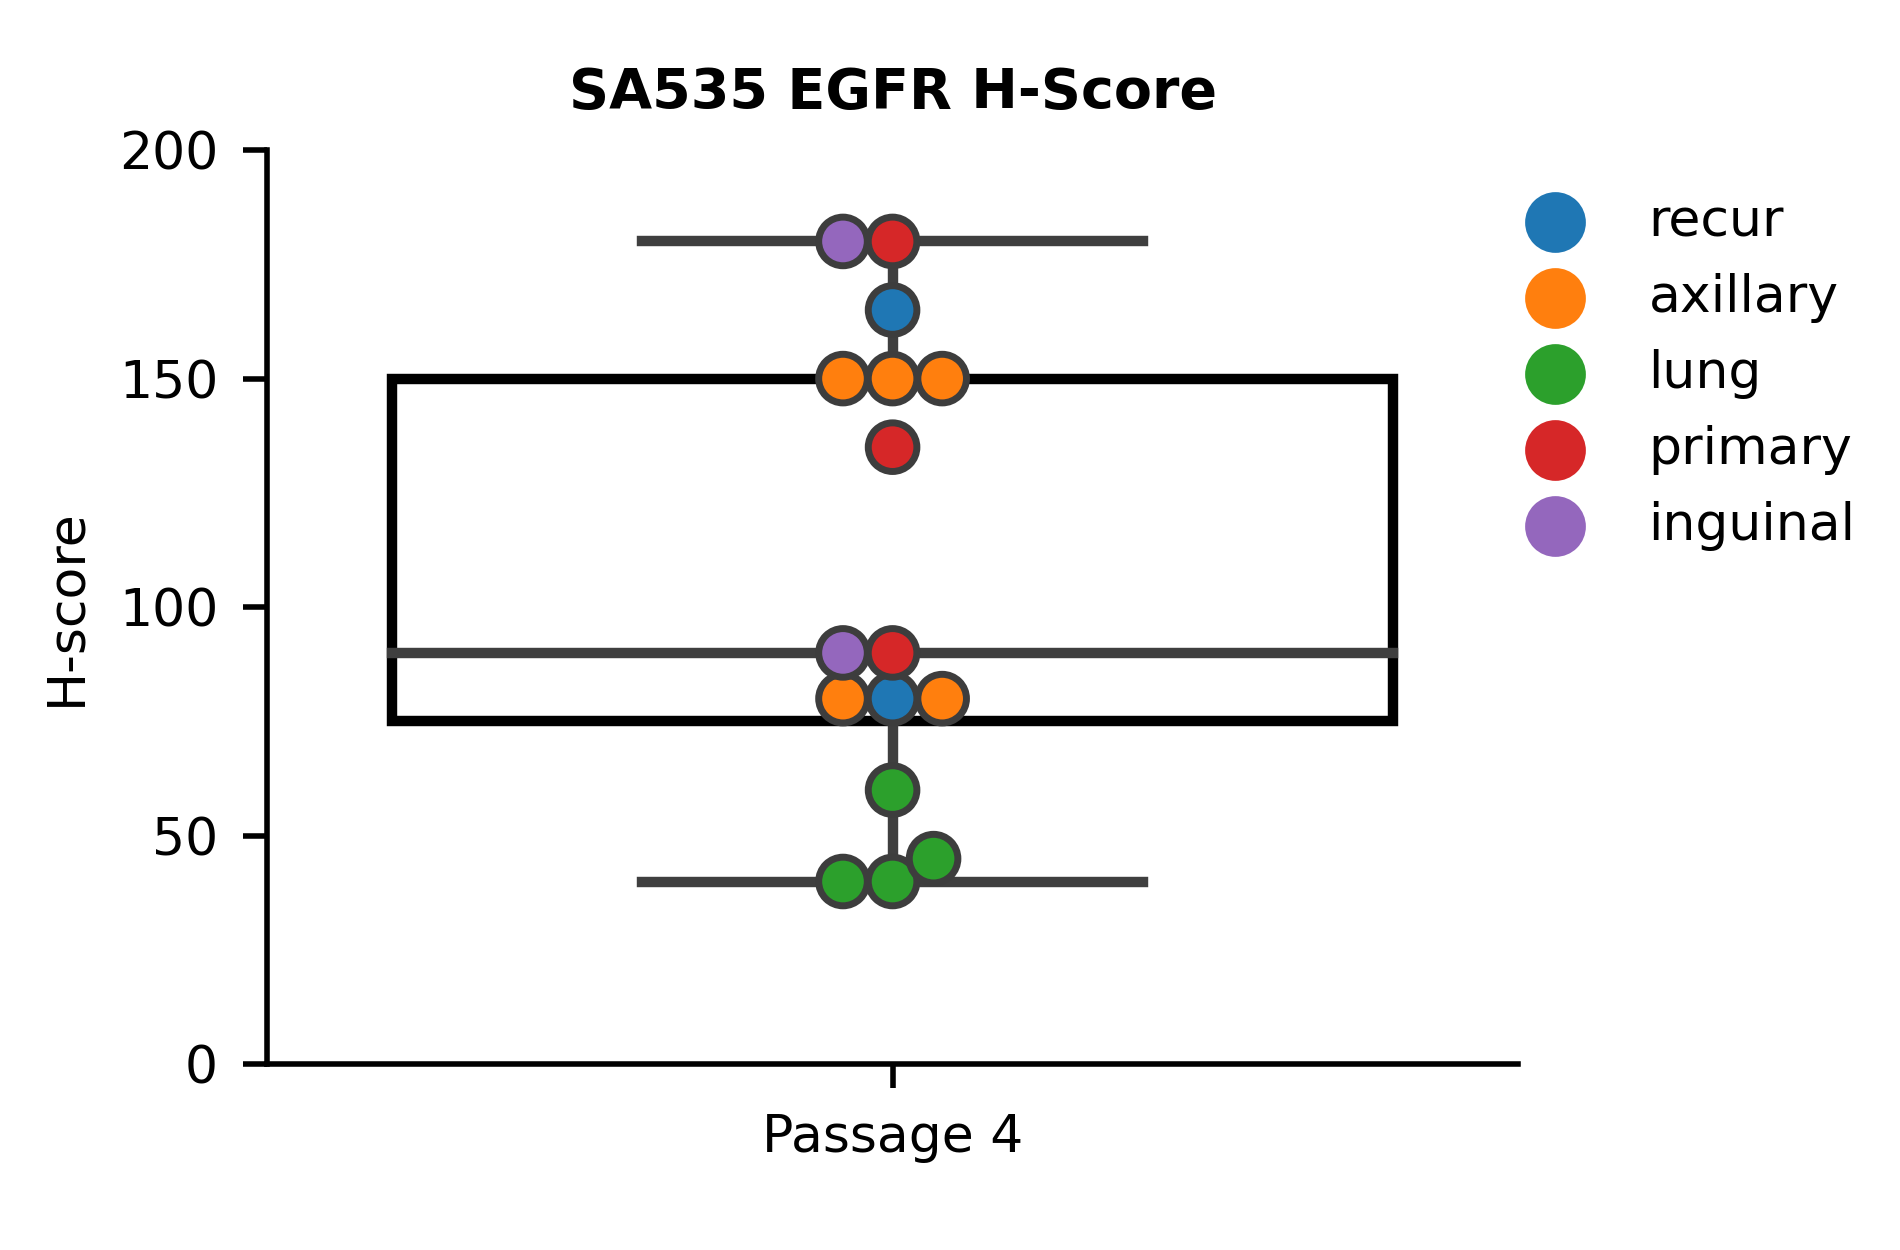 SA535 EGFR H-Score
200
150
100
50
0
H-score
Passage 4
recur
axillary
lung
primary
inguinal